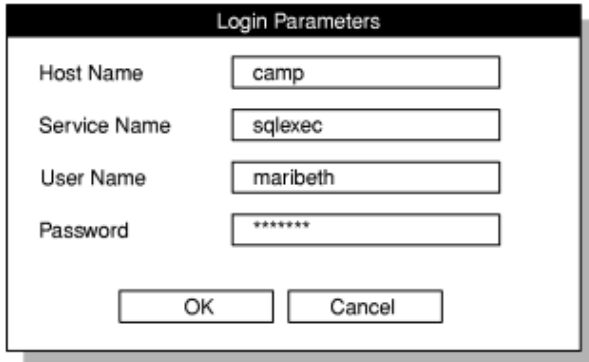 Login Parameters
Host Name camp
Service Name sqlexec
User Name maribeth
Password *******
OK Cancel